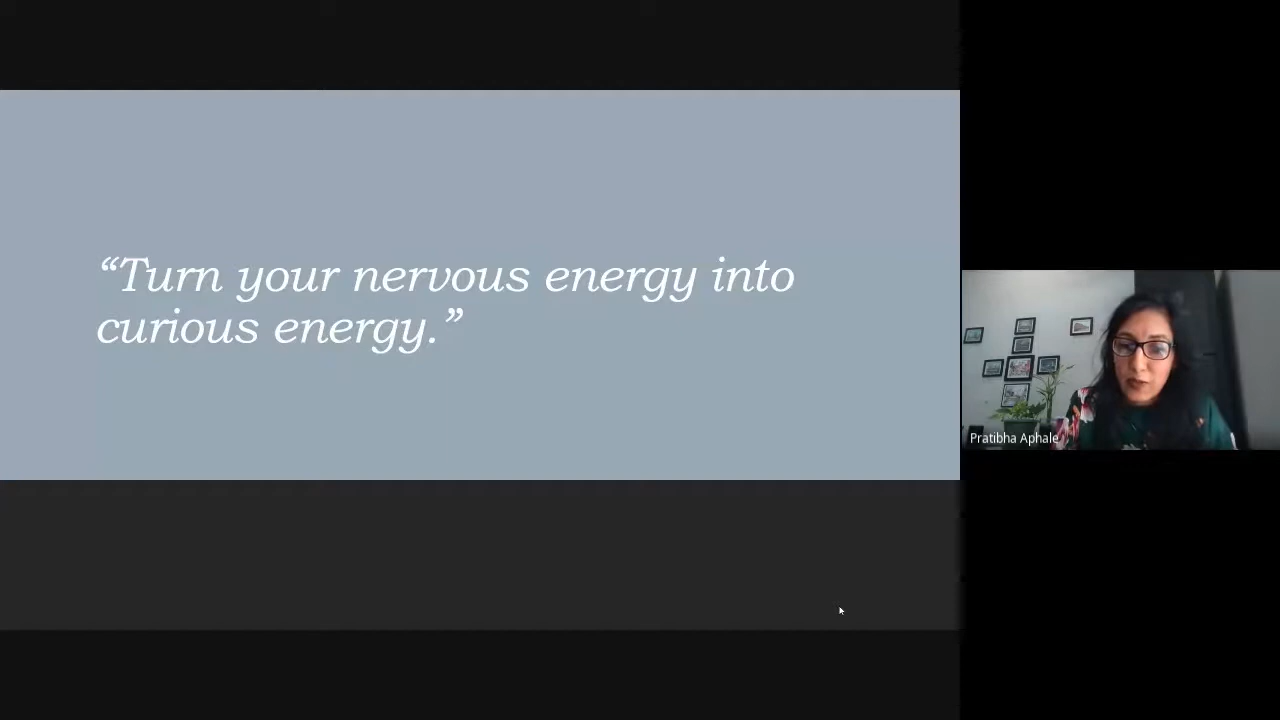 “Turn your nervous energy into
curious energy.”
Pratibha Aphale